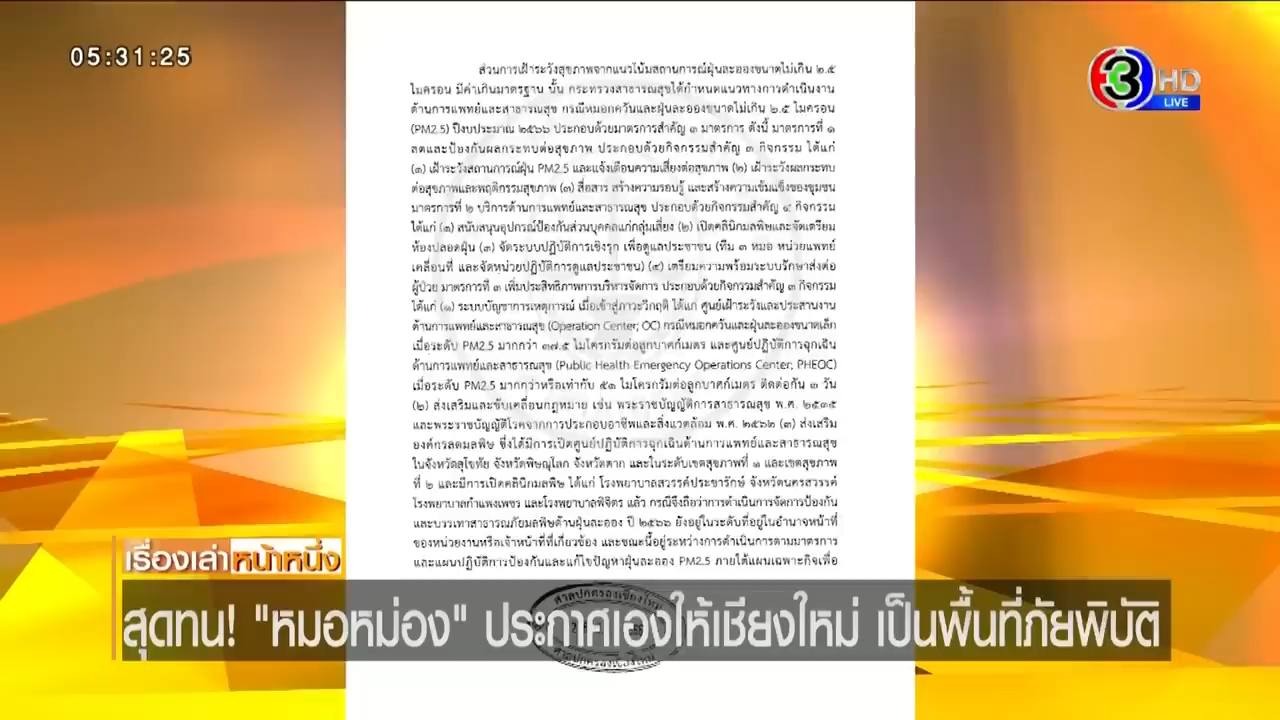 05:31:25
3 HD
LIVE
ส่วนการเฝ้าระวังสุขภาพจากแนวโน้มสถานการณ์ฝุ่นละอองขนาดไม่เกิน ๒.๕
ไมครอน มีค่าเกินมาตรฐาน นั้น กระทรวงสาธารณสุขได้กำหนดแนวทางการดำเนินงาน
ด้านการแพทย์และสาธารณสุข กรณีหมอกควันและฝุ่นละอองขนาดไม่เกิน ๒.๕ ไมครอน
(PM2.5) ปีงบประมาณ ๒๕๖๖ ประกอบด้วยมาตรการสำคัญ ๓ มาตรการ ดังนี้ มาตรการที่ ๑
ลดและป้องกันผลกระทบต่อสุขภาพ ประกอบด้วยกิจกรรมสำคัญ ๓ กิจกรรม ได้แก่
(๑) เฝ้าระวังสถานการณ์ฝุ่น PM2.5 และแจ้งเตือนความเสี่ยงต่อสุขภาพ (๒) เฝ้าระวังผลกระทบ
ต่อสุขภาพและพฤติกรรมสุขภาพ (๓) สื่อสาร สร้างความรอบรู้ และสร้างความเข้มแข็งของชุมชน
มาตรการที่ ๒ บริการด้านการแพทย์และสาธารณสุข ประกอบด้วยกิจกรรมสำคัญ ๔ กิจกรรม
ได้แก่ (๑) สนับสนุนอุปกรณ์ป้องกันส่วนบุคคลแก่กลุ่มเสี่ยง (๒) เปิดคลินิกมลพิษและจัดเตรียม
ห้องปลอดฝุ่น (๓) จัดระบบปฏิบัติการเชิงรุก เพื่อดูแลประชาชน (ทีม ๓ หมอ หน่วยแพทย์
เคลื่อนที่ และจัดหน่วยปฏิบัติการดูแลประชาชน) (๔) เตรียมความพร้อมระบบรักษาส่งต่อ
ผู้ป่วย มาตรการที่ ๓ เพิ่มประสิทธิภาพการบริหารจัดการ ประกอบด้วยกิจกรรมสำคัญ ๓ กิจกรรม
ได้แก่ (๑) ระบบบัญชาการเหตุการณ์ เมื่อเข้าสู่ภาวะวิกฤติ ได้แก่ ศูนย์เฝ้าระวังและประสานงาน
ด้านการแพทย์และสาธารณสุข (Operation Center; OC) กรณีหมอกควันและฝุ่นละอองขนาดเล็ก
เมื่อระดับ PM2.5 มากกว่า ๓๗.๕ ไมโครกรัมต่อลูกบาศก์เมตร และศูนย์ปฏิบัติการฉุกเฉิน
ด้านการแพทย์และสาธารณสุข (Public Health Emergency Operations Center; PHEOC)
เมื่อระดับ PM2.5 มากกว่าหรือเท่ากับ ๕๑ ไมโครกรัมต่อลูกบาศก์เมตร ติดต่อกัน ๓ วัน
(๒) ส่งเสริมและขับเคลื่อนกฎหมาย เช่น พระราชบัญญัติการสาธารณสุข พ.ศ. ๒๕๓๕
และพระราชบัญญัติโรคจากการประกอบอาชีพและสิ่งแวดล้อม พ.ศ. ๒๕๖๒ (๓) ส่งเสริม
องค์กรลดมลพิษ ซึ่งได้มีการเปิดศูนย์ปฏิบัติการฉุกเฉินด้านการแพทย์และสาธารณสุข
ในจังหวัดสุโขทัย จังหวัดพิษณุโลก จังหวัดตาก และในระดับเขตสุขภาพที่ ๑ และเขตสุขภาพ
ที่ ๒ และมีการเปิดคลินิกมลพิษ ได้แก่ โรงพยาบาลสวรรค์ประชารักษ์ จังหวัดนครสวรรค์
โรงพยาบาลกำแพงเพชร และโรงพยาบาลพิจิตร แล้ว กรณีจึงถือว่าการดำเนินการจัดการป้องกัน
และบรรเทาสาธารณภัยมลพิษด้านฝุ่นละออง ปี ๒๕๖๖ ยังอยู่ในระดับที่อยู่ในอำนาจหน้าที่
ของหน่วยงานหรือเจ้าหน้าที่ที่เกี่ยวข้อง และขณะนี้อยู่ระหว่างการดำเนินการตามมาตรการ
และแผนปฏิบัติการป้องกันและแก้ไขปัญหาฝุ่นละออง PM2.5 ภายใต้แผนเฉพาะกิจเพื่อ
เรื่องเล่าหน้าหนึ่ง
ศาลปกครองเชียงใหม่
สุดทน! "หมอหม่อง" ประกาศเองให้เชียงใหม่ เป็นพื้นที่ภัยพิบัติ
ศาลปกครองเชียงใหม่